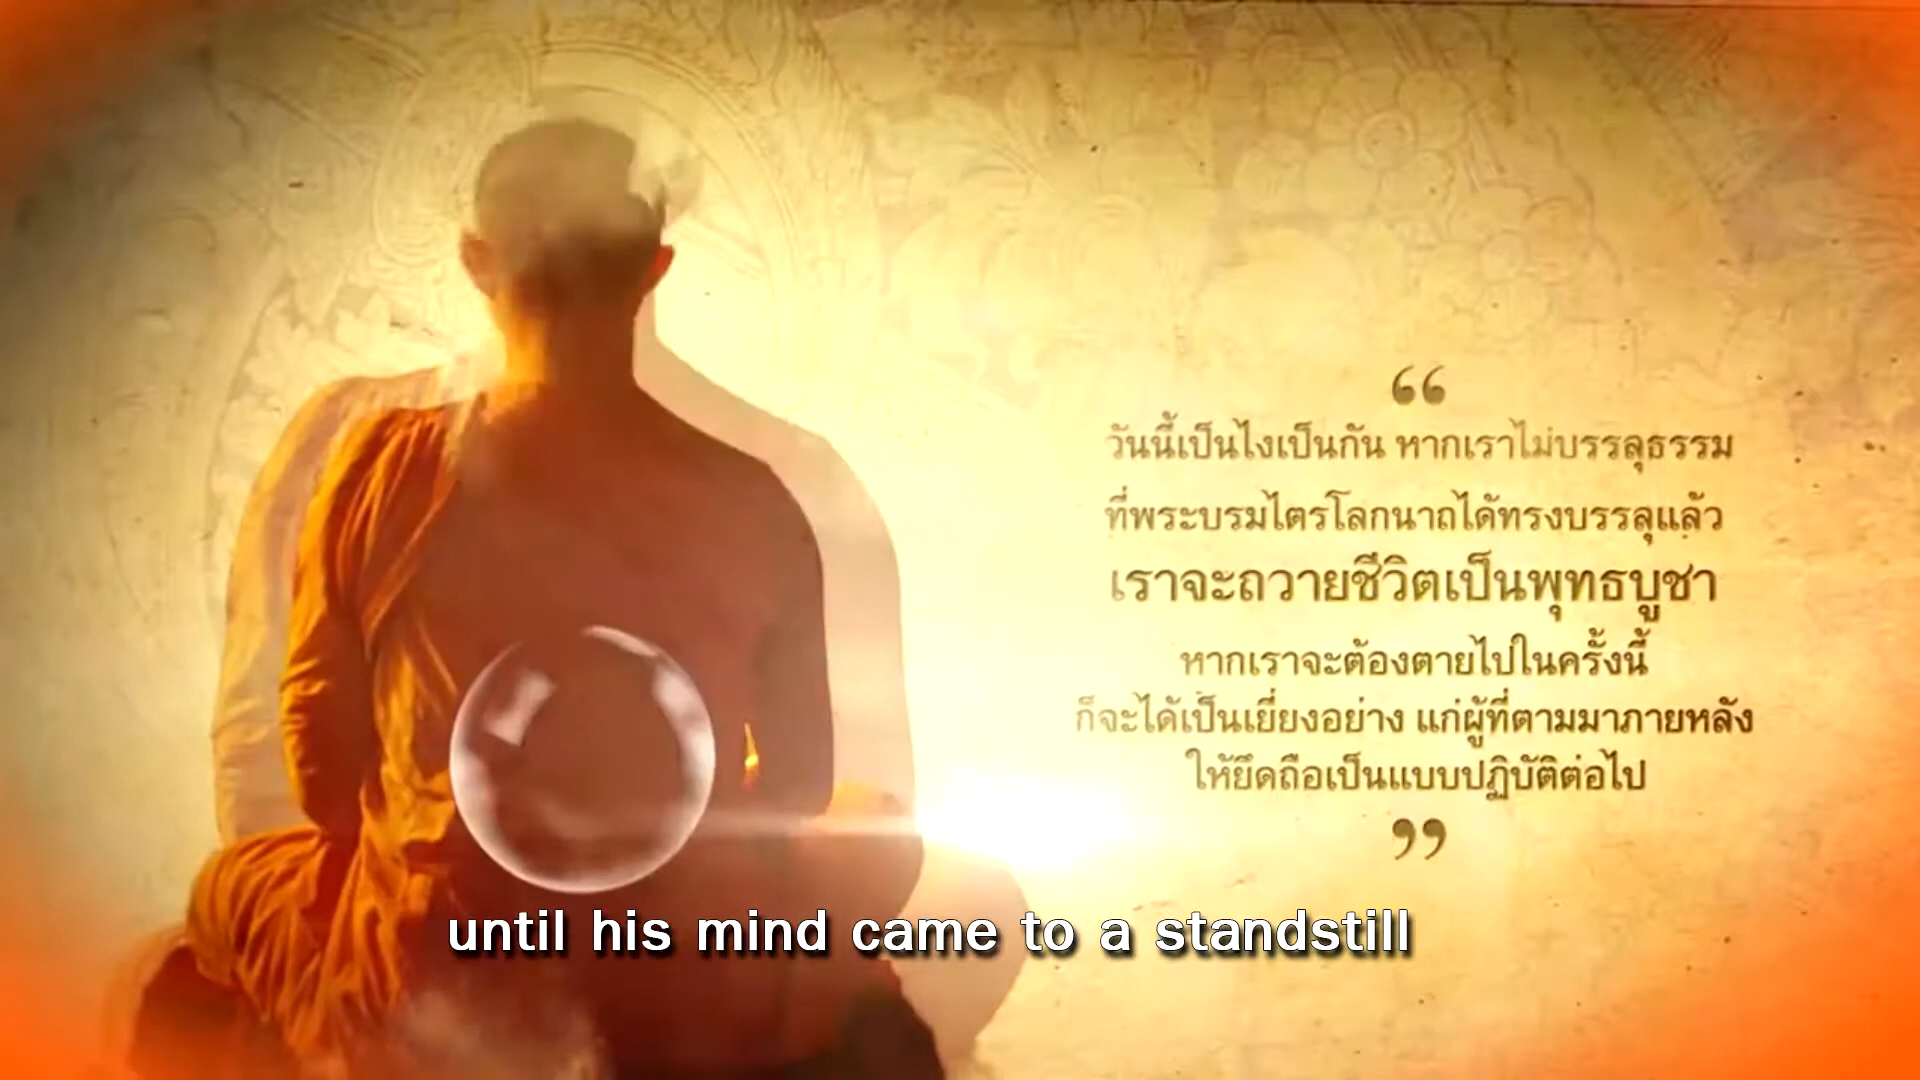 “
วันนี้เป็นไงเป็นกัน หากเราไม่บรรลุธรรม
ที่พระบรมไตรโลกนาถได้ทรงบรรลุแล้ว
เราจะถวายชีวิตเป็นพุทธบูชา
หากเราจะต้องตายไปในครั้งนี้
ก็จะได้เป็นเยี่ยงอย่าง แก่ผู้ที่ตามมาภายหลัง
ให้ยึดถือเป็นแบบปฏิบัติต่อไป
”
until his mind came to a standstill